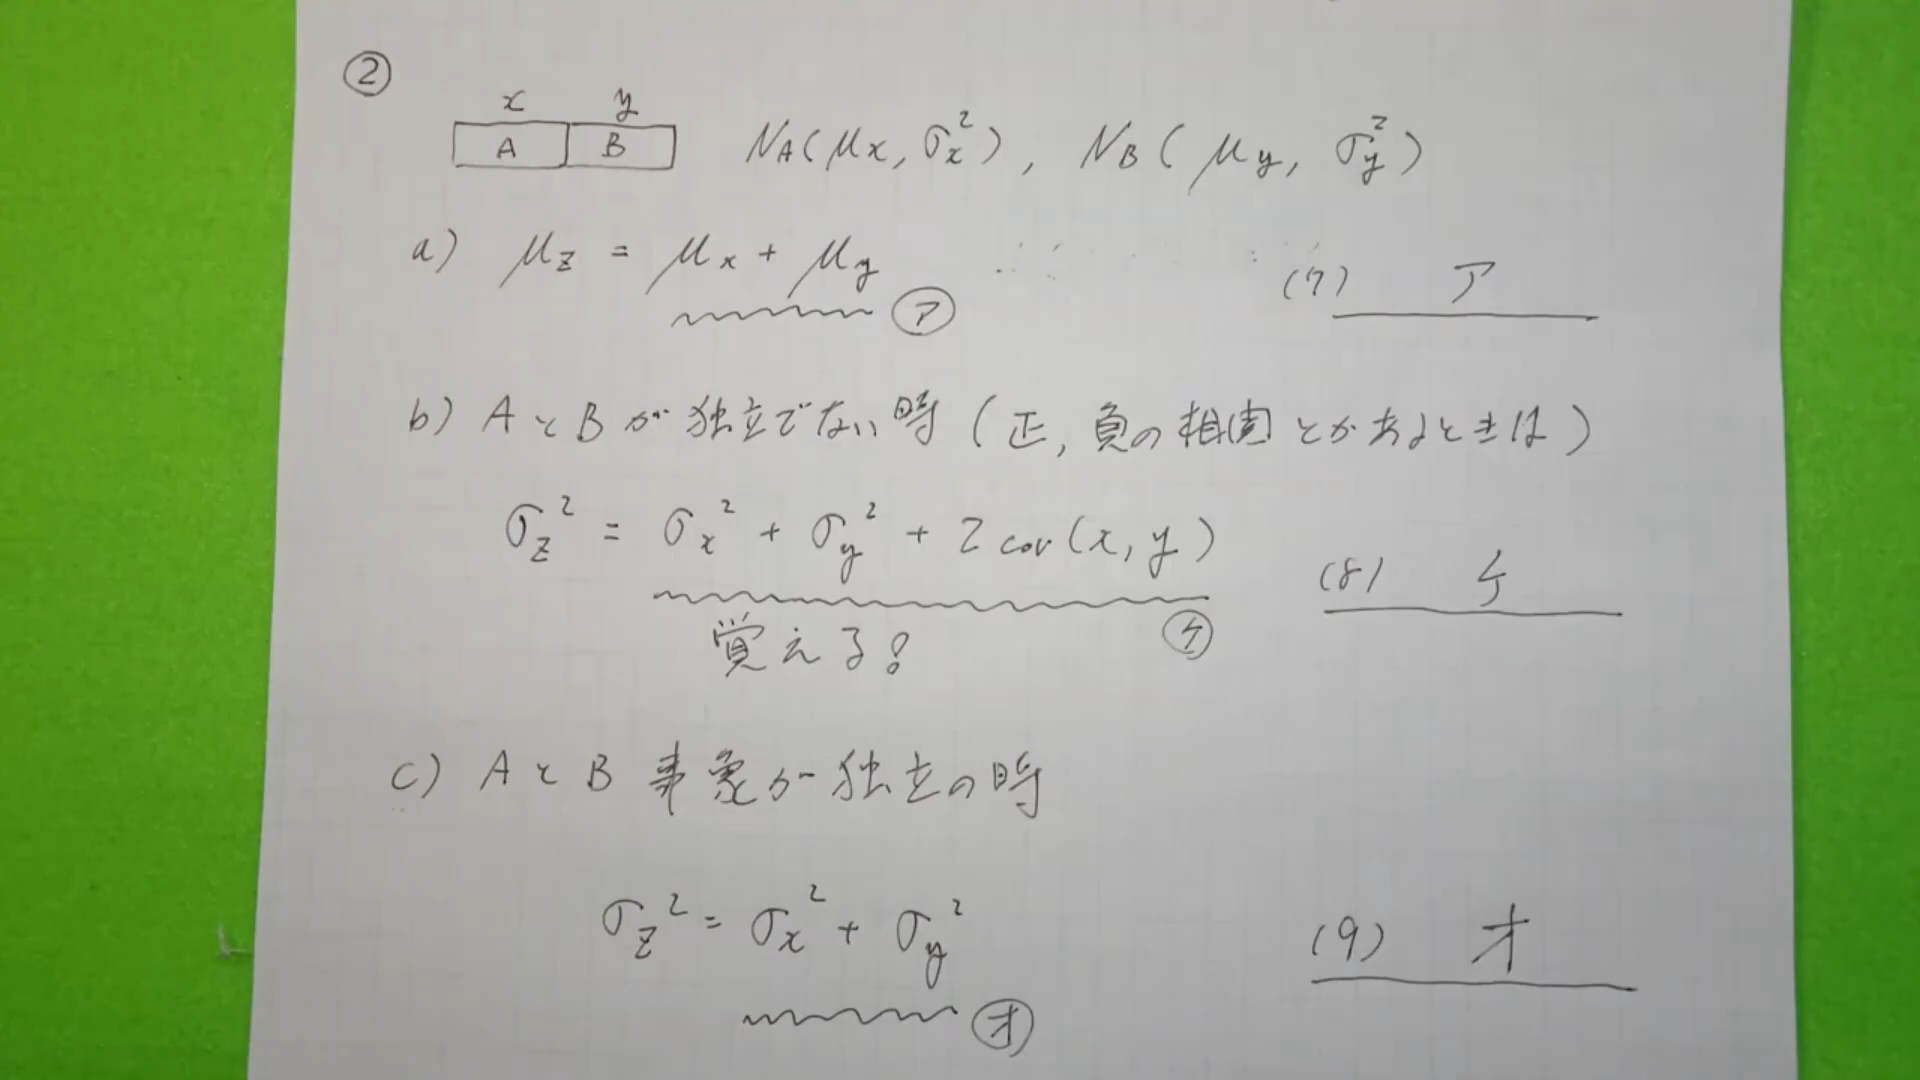 ②
x y
A B N_A(μx, σx²), N_B(μy, σy²)
a) μz = μx + μy
㋐ (7) ア
b) AとBが独立でない時(正,負の相関とかあるときは)
σz² = σx² + σy² + 2cov(x, y)
(8) ケ
覚える! ㋘
c) AとB 事象が独立の時
σz² = σx² + σy² (9) オ
㋔